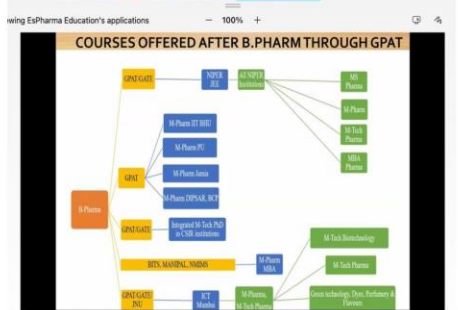 ewing EsPharma Education's applications
− 100% +
COURSES OFFERED AFTER B.PHARM THROUGH GPAT
GPAT/GATE
NIPER
JEE
All NIPER
Institutions
MS
Pharma
M-Pharm
M-Tech
Pharma
MBA
Pharma
B-Pharma
GPAT
M-Pharm IIT BHU
M-Pharm PU
M-Pharm Jamia
M-Pharm DIPSAR, BCP
GPAT/GATE
Integrated M-Tech PhD
in CSIR institutions
BITS, MANIPAL, NMIMS
M-Pharm
MBA
GPAT/GATE/
JNU
ICT
Mumbai
M-Pharma,
M-Tech Pharma
M-Tech Biotechnology
M-Tech Pharma
Green technology, Dyes, Perfumery &
Flavours